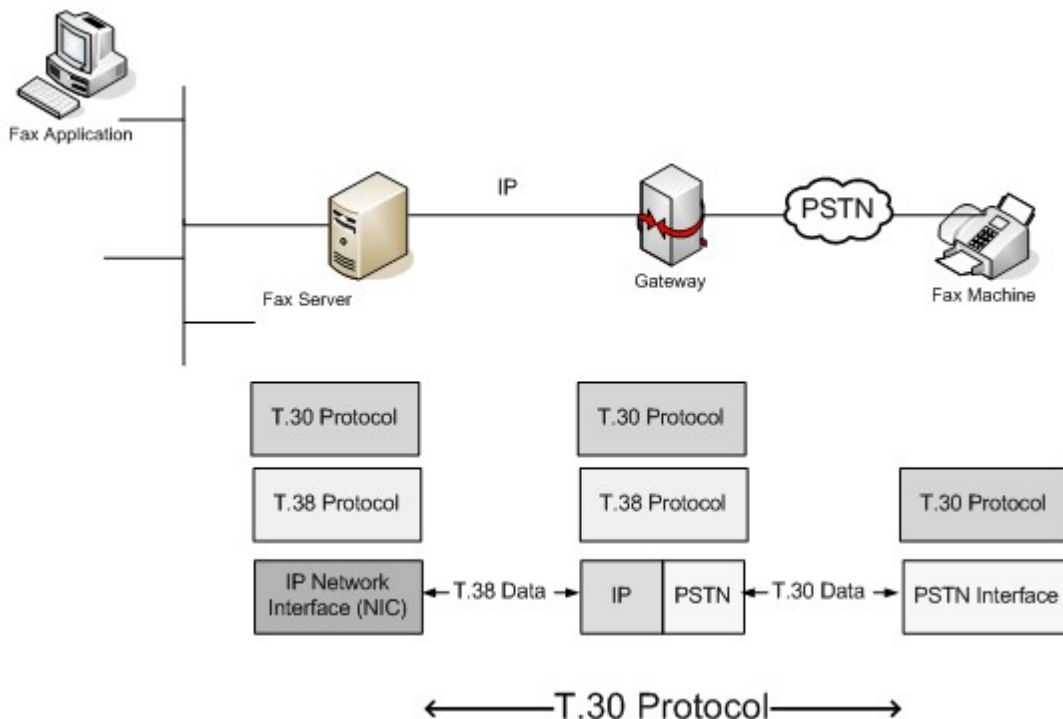 Fax Application
IP
PSTN
Fax Server
Gateway
Fax Machine
T.30 Protocol
T.30 Protocol
T.38 Protocol
T.38 Protocol
T.30 Protocol
IP Network
Interface (NIC)
T.38 Data
IP
PSTN
T.30 Data
PSTN Interface
T.30 Protocol